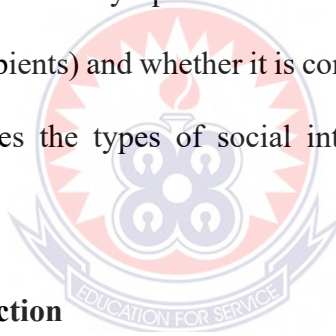 pients) and whether it is con
es the types of social int
ction
EDUCATION FOR SERVICE